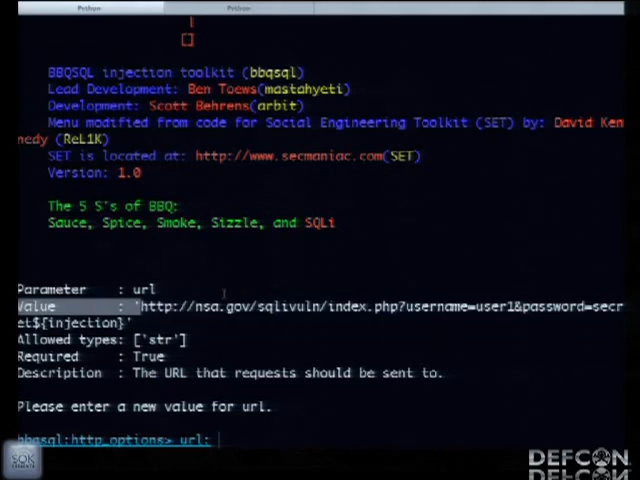 Python
Python
BBQSQL injection toolkit (bbqsql)
Lead Development: Ben Toews(mastahyeti)
Development: Scott Behrens(arbit)
Menu modified from code for Social Engineering Toolkit (SET) by: David Ken
nedy (ReL1K)
SET is located at: http://www.secmaniac.com(SET)
Version: 1.0
The 5 S's of BBQ:
Sauce, Spice, Smoke, Sizzle, and SQLi
Parameter : url
Value : 'http://nsa.gov/sqlivuln/index.php?username=user1&password=secr
et${injection}'
Allowed types: ['str']
Required : True
Description : The URL that requests should be sent to.
Please enter a new value for url.
bbqsql:http_options> url:
SOK
DEFCON
DEFCON